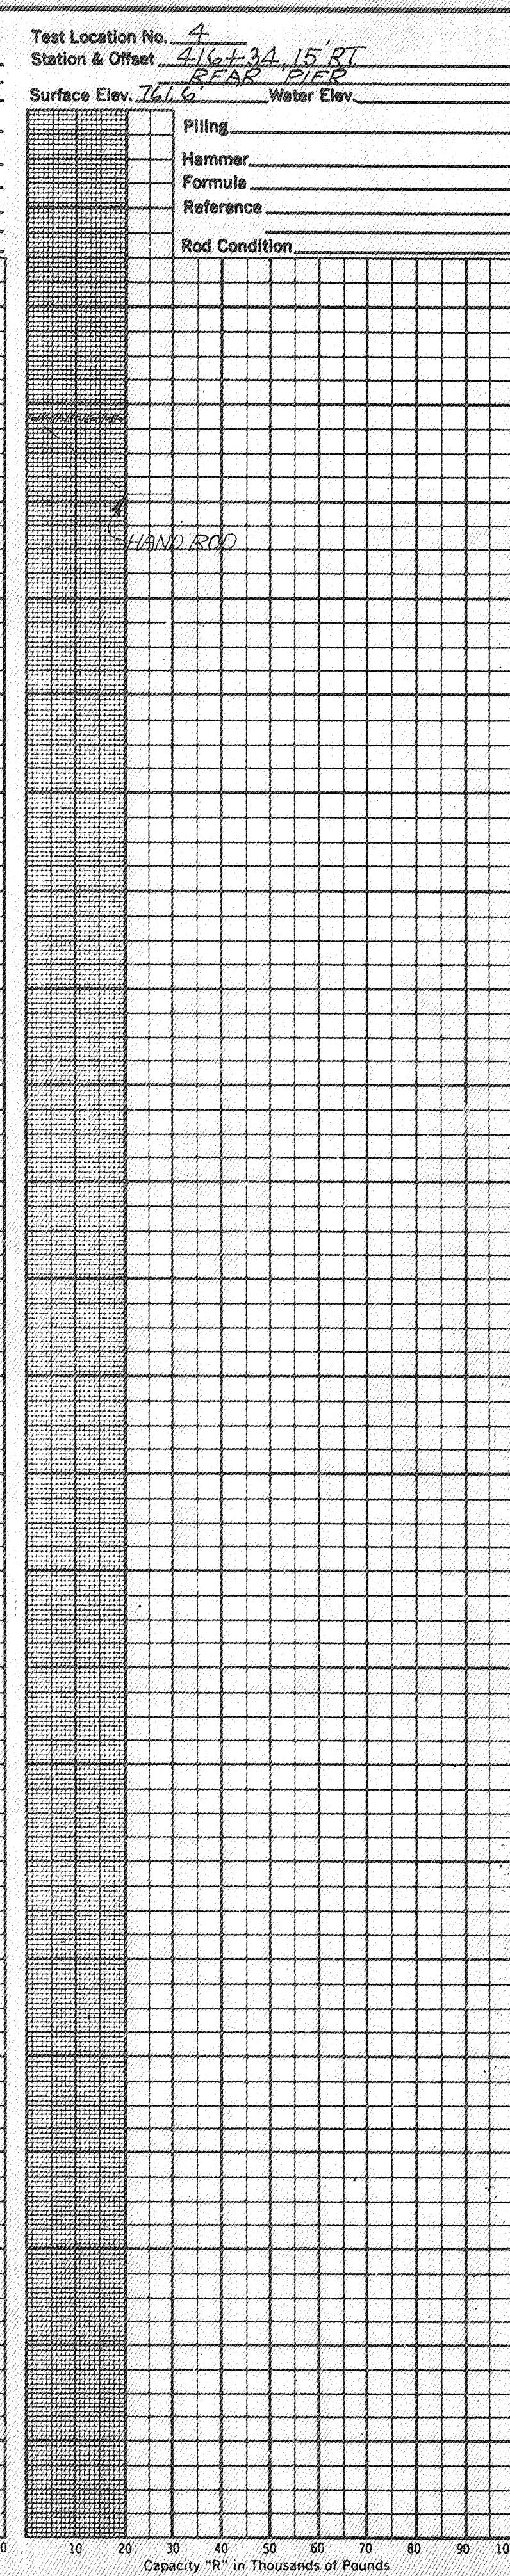 Test Location No. 4
Station & Offset 416+34, 15' RT
REAR PIER
Surface Elev. 761.6' Water Elev.
Piling
Hammer
Formula
Reference
Rod Condition
HAND ROD
0 10 20 30 40 50 60 70 80 90 10
Capacity "R" in Thousands of Pounds